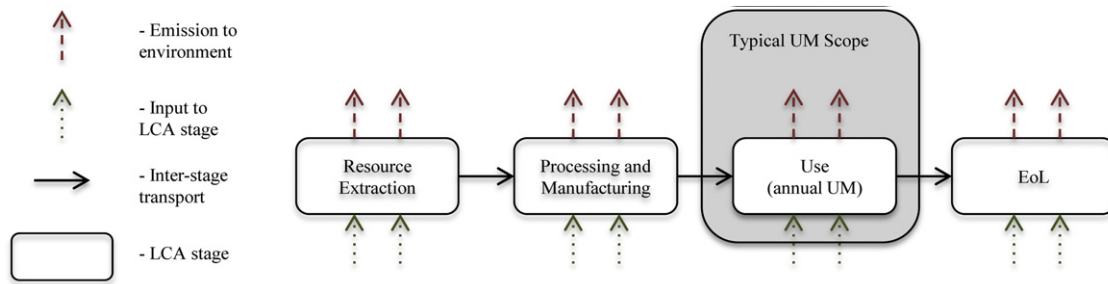 - Emission to
environment
- Input to
LCA stage
- Inter-stage
transport
- LCA stage
Typical UM Scope
Resource
Extraction
Processing and
Manufacturing
Use
(annual UM)
EoL